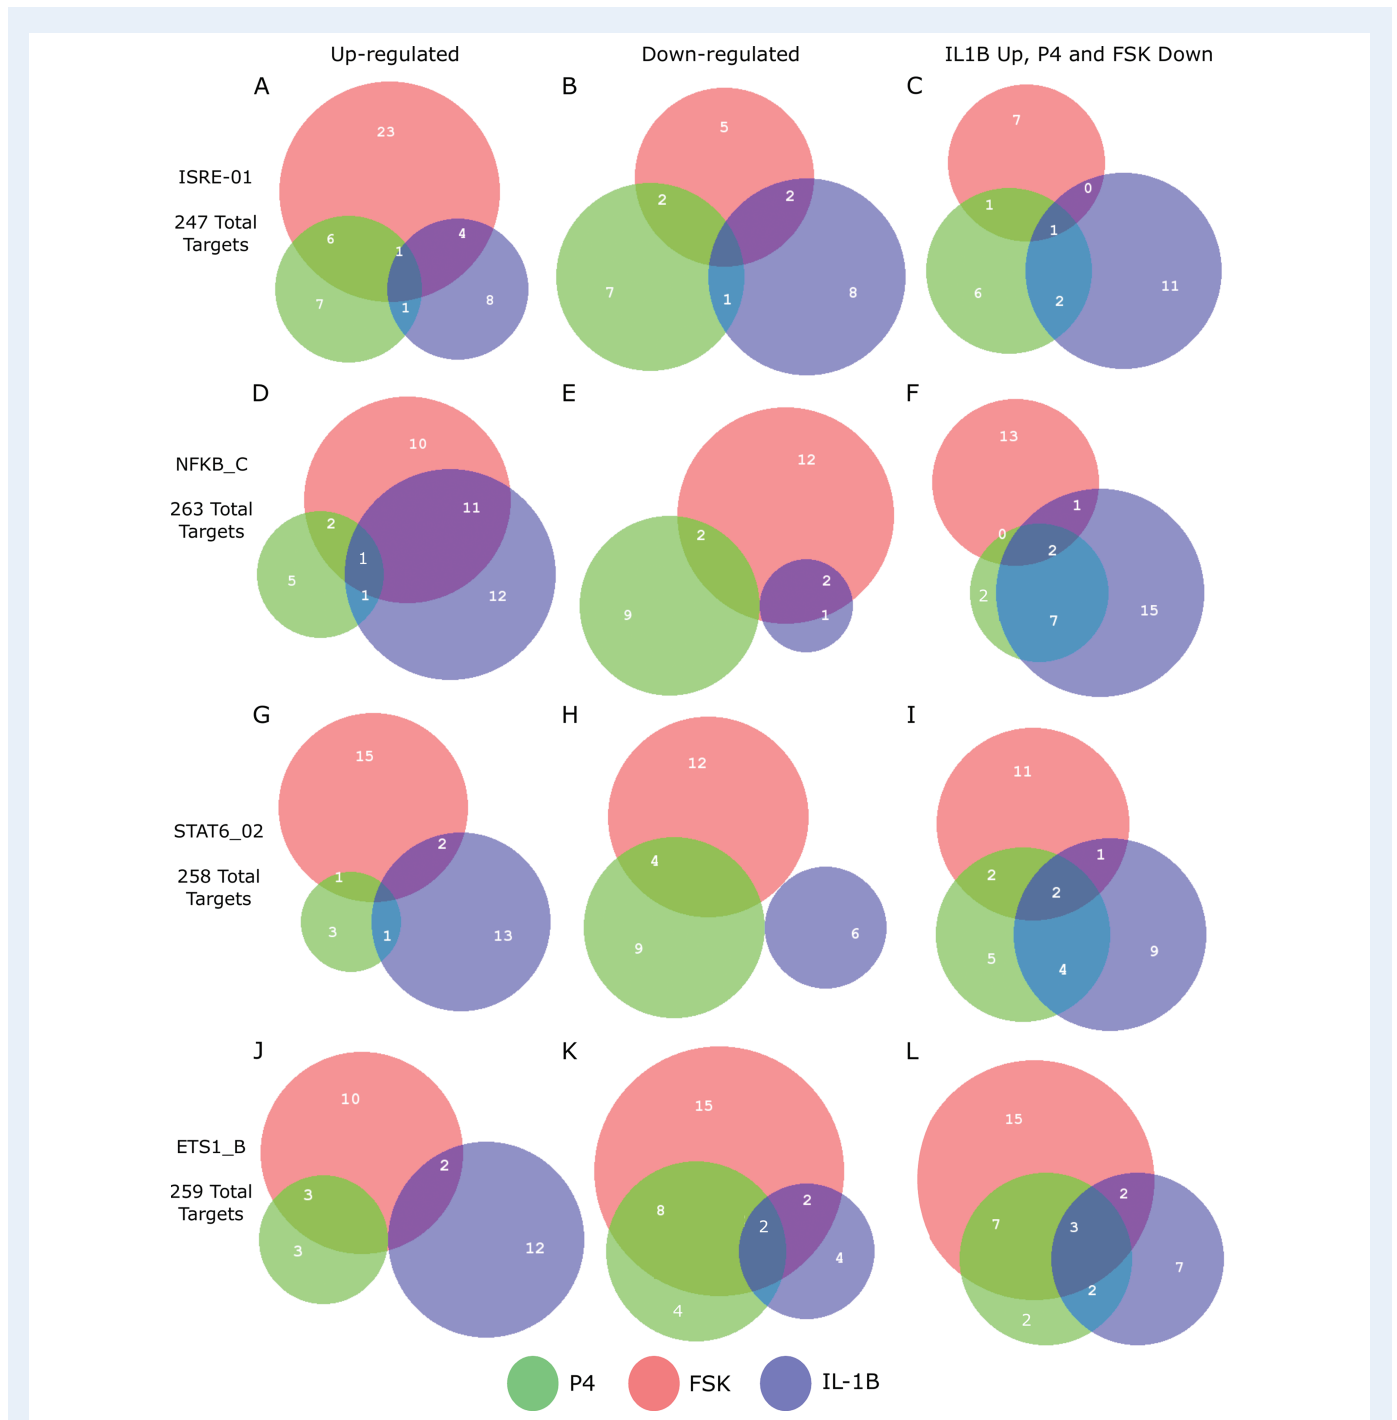 Up-regulated
Down-regulated
IL1B Up, P4 and FSK Down
A
B
C
ISRE-01
247 Total
Targets
23
6
1
4
7
1
8
5
2
2
7
1
8
7
0
1
1
6
2
11
D
E
F
NFKB_C
263 Total
Targets
10
11
2
1
5
1
12
12
2
2
9
1
13
1
0
2
2
7
15
G
H
I
STAT6_02
258 Total
Targets
15
2
1
3
1
13
12
4
9
6
11
1
2
2
5
4
9
J
K
L
ETS1_B
259 Total
Targets
10
2
3
3
12
15
8
2
2
4
4
15
2
7
3
7
2
2
P4
FSK
IL-1B